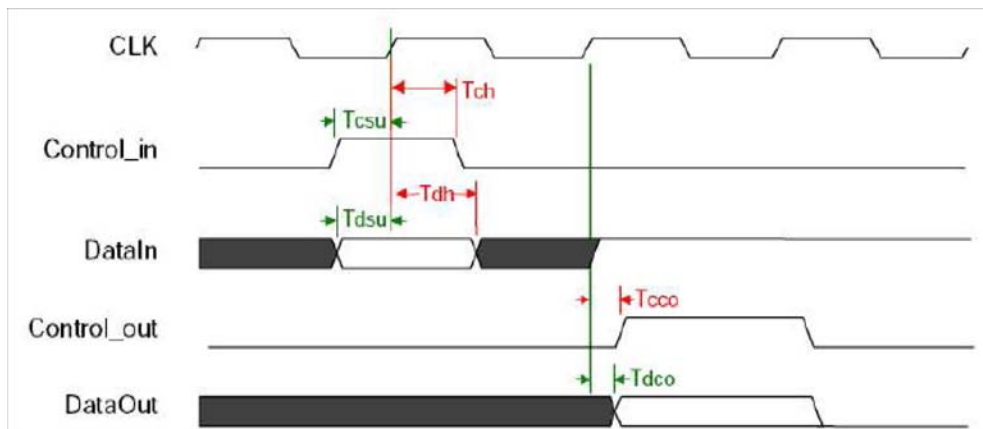 CLK
Tch
Tcsu
Control_in
Tdh
Tdsu
DataIn
Tcco
Control_out
Tdco
DataOut